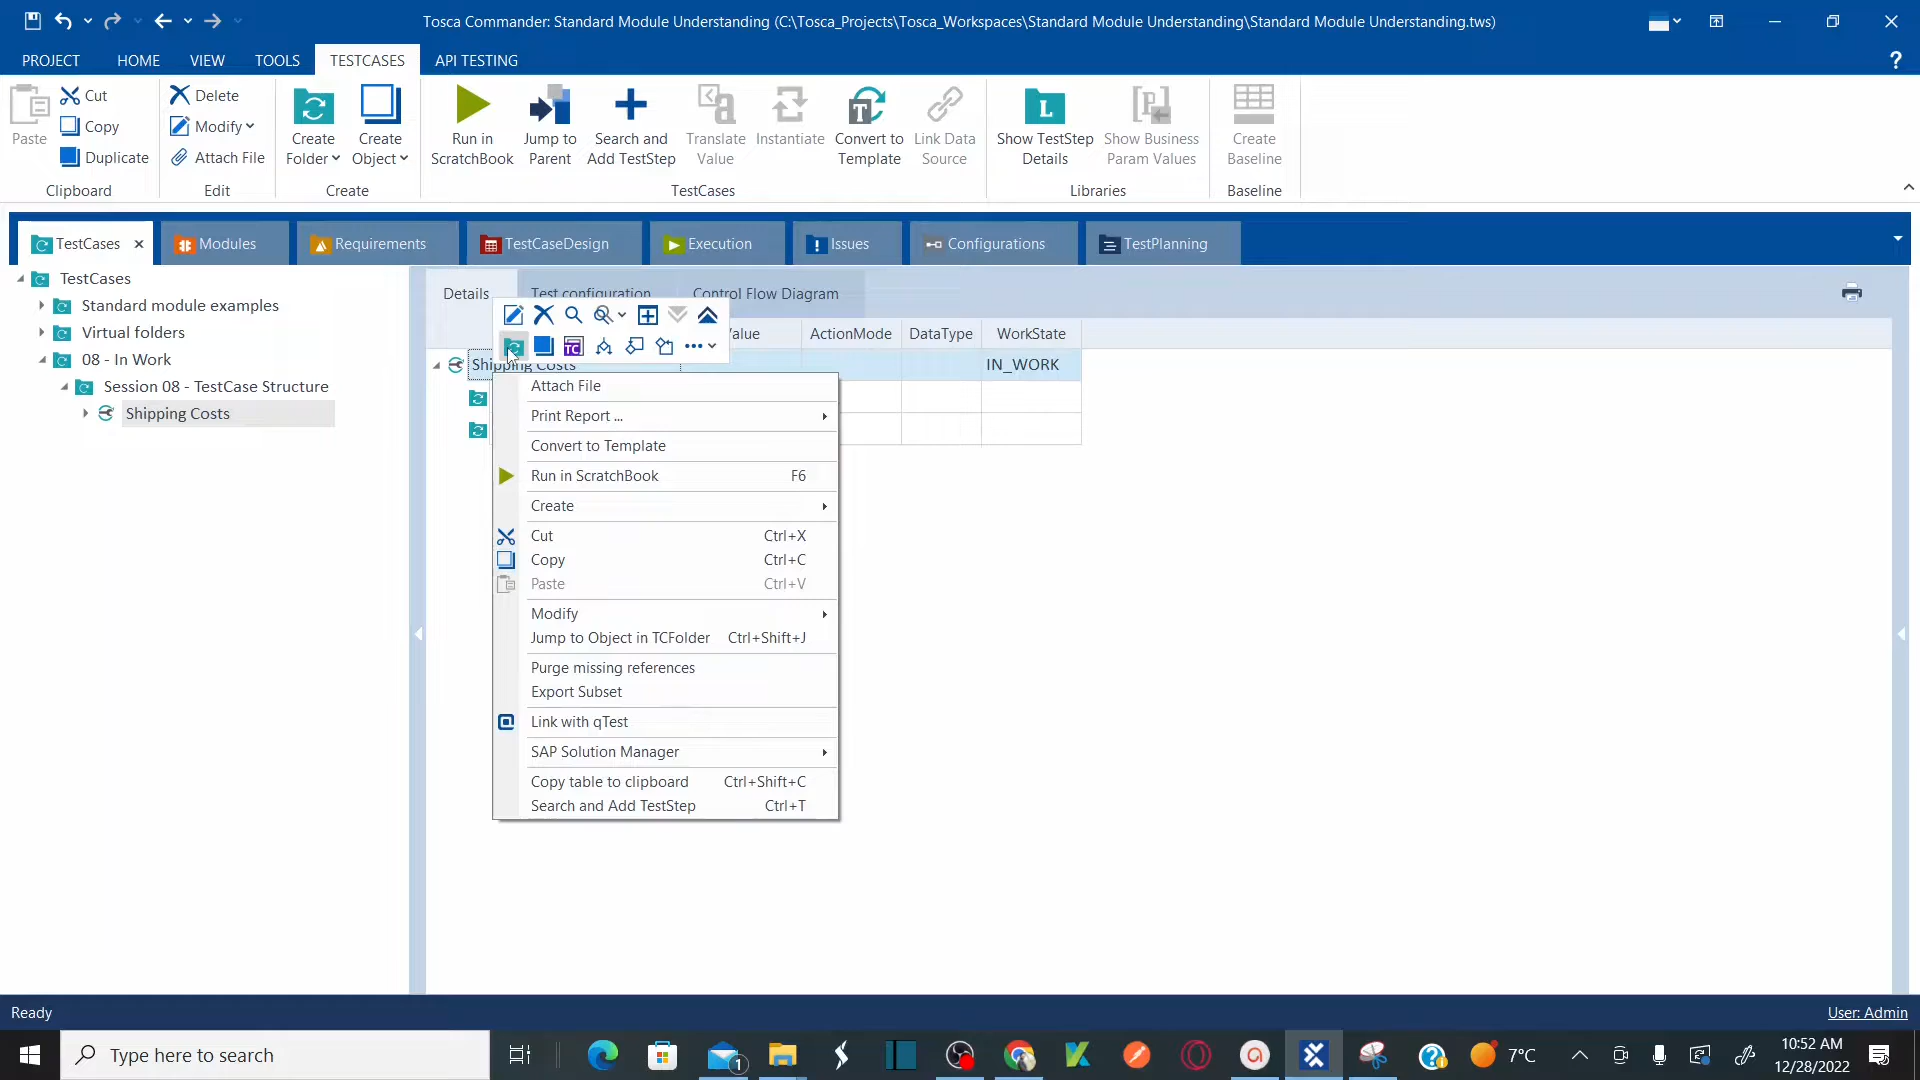 Tosca Commander: Standard Module Understanding (C:\Tosca_Projects\Tosca_Workspaces\Standard Module Understanding\Standard Module Understanding.tws)
PROJECT HOME VIEW TOOLS TESTCASES API TESTING ?
Paste
Cut
Copy
Duplicate
Clipboard
Delete
Modify
Attach File
Edit
Create Folder
Create Object
Create
Run in ScratchBook
Jump to Parent
Search and Add TestStep
Translate Value
Instantiate
Convert to Template
Link Data Source
TestCases
Show TestStep Details
Show Business Param Values
Libraries
Create Baseline
Baseline
TestCases Modules Requirements TestCaseDesign Execution Issues Configurations TestPlanning
TestCases
Standard module examples
Virtual folders
08 - In Work
Session 08 - TestCase Structure
Shipping Costs
Details Test configuration Control Flow Diagram
alue ActionMode DataType WorkState
Shipping Costs IN_WORK
TC
Attach File
Print Report ...
Convert to Template
Run in ScratchBook F6
Create
Cut Ctrl+X
Copy Ctrl+C
Paste Ctrl+V
Modify
Jump to Object in TCFolder Ctrl+Shift+J
Purge missing references
Export Subset
Link with qTest
SAP Solution Manager
Copy table to clipboard Ctrl+Shift+C
Search and Add TestStep Ctrl+T
Ready User: Admin
Type here to search
1
7°C
10:52 AM
12/28/2022